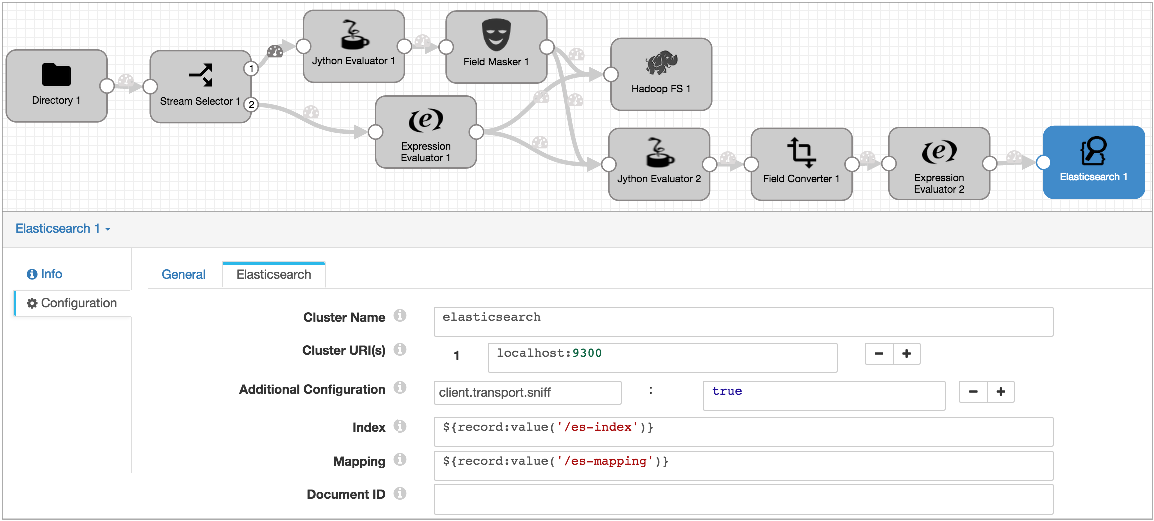 Directory 1
Stream Selector 1
1
2
Jython Evaluator 1
Field Masker 1
Expression
Evaluator 1
Hadoop FS 1
Jython Evaluator 2
Field Converter 1
Expression
Evaluator 2
Elasticsearch 1
Elasticsearch 1
Info
Configuration
General
Elasticsearch
Cluster Name
elasticsearch
Cluster URI(s)
1
localhost:9300
Additional Configuration
client.transport.sniff
:
true
Index
${record:value('/es-index')}
Mapping
${record:value('/es-mapping')}
Document ID